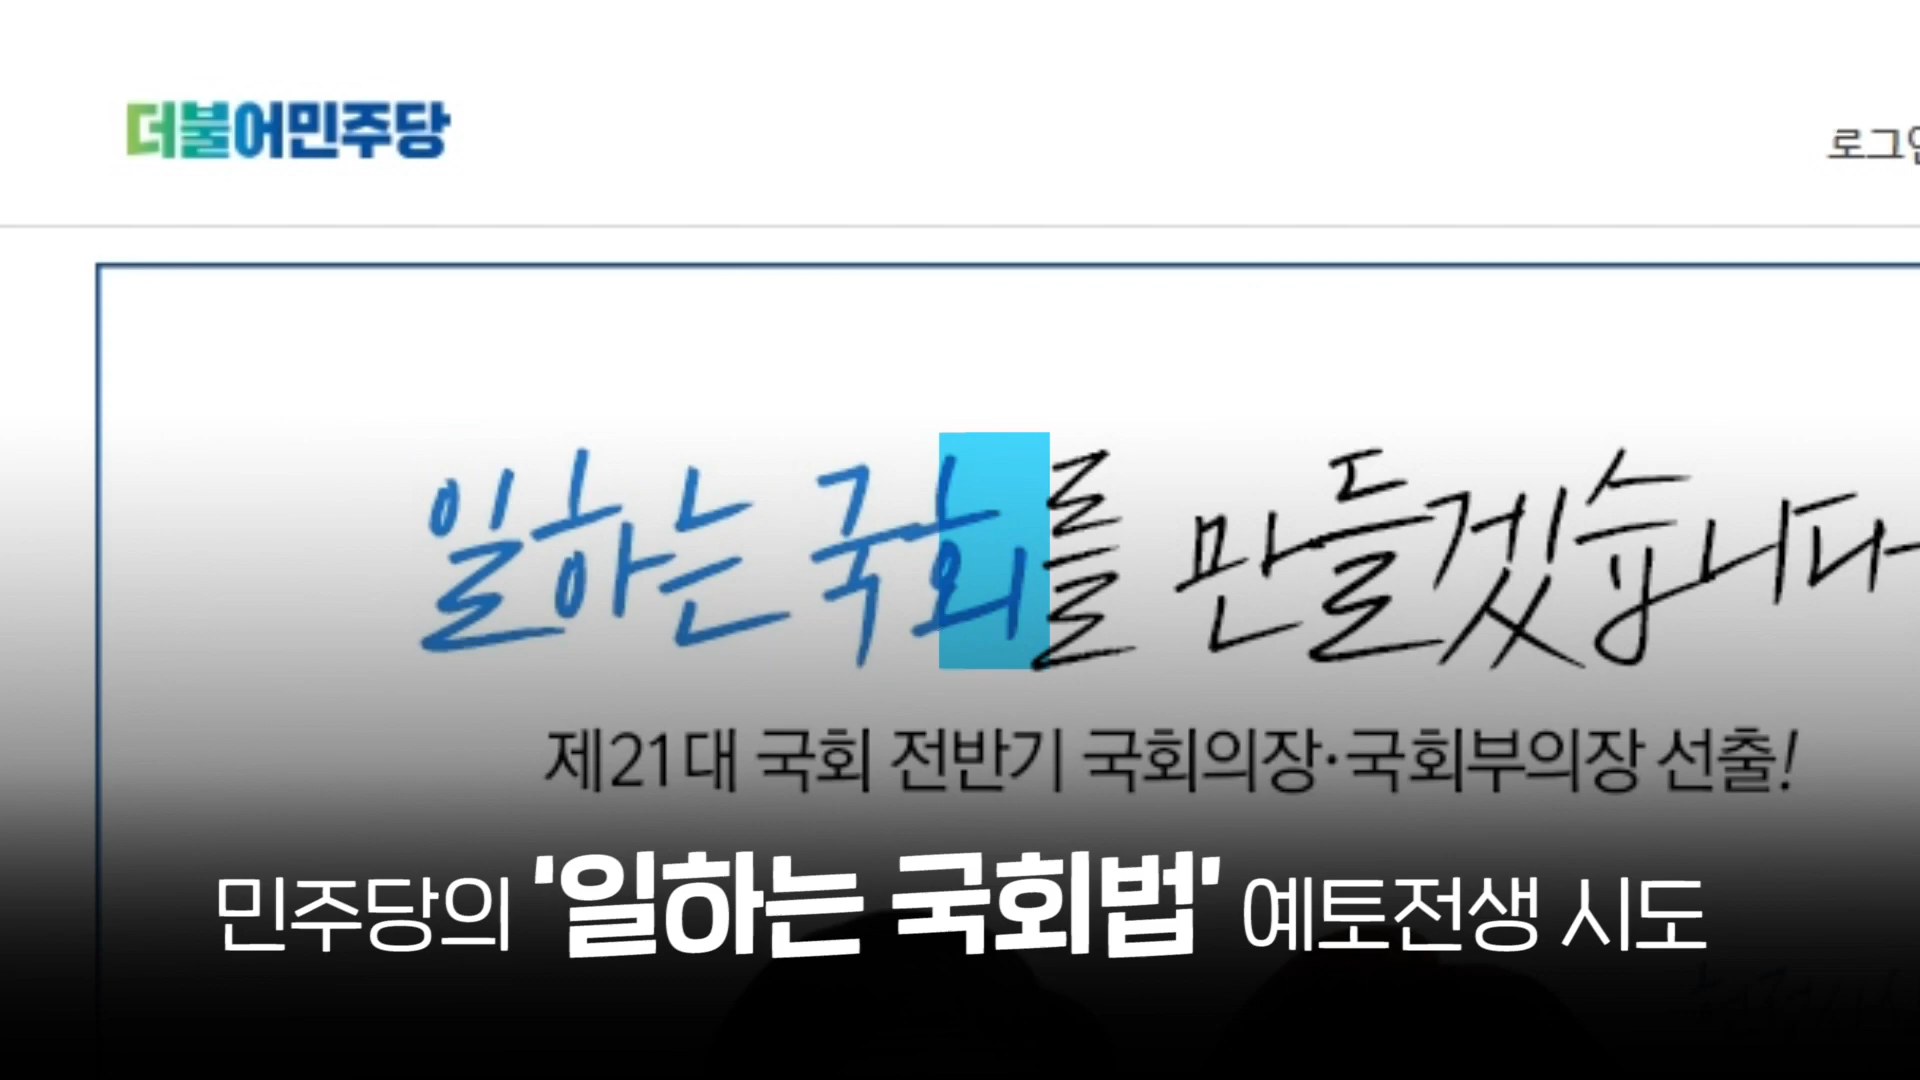 더불어민주당
로그인
일하는 국회를 만들겠습니다
제21대 국회 전반기 국회의장·국회부의장 선출!
민주당의 '일하는 국회법' 예토전생 시도